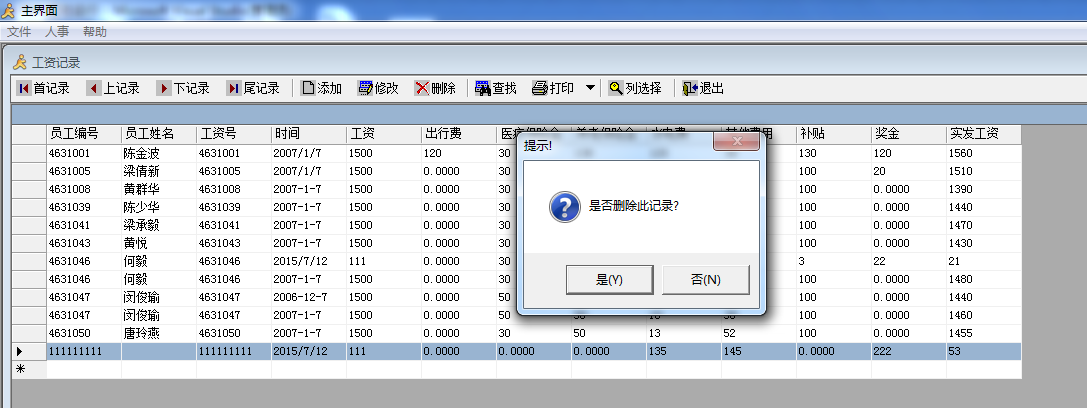 主界面
文件 人事 帮助
工资记录
首记录 上记录 下记录 尾记录 添加 修改 删除 查找 打印 列选择 退出
员工编号 员工姓名 工资号 时间 工资 出行费 补贴 奖金 实发工资
4631001 陈金波 4631001 2007/1/7 1500 120 30 130 120 1560
4631005 梁倩新 4631005 2007/1/7 1500 0.0000 30 100 20 1510
4631008 黄群华 4631008 2007-1-7 1500 0.0000 30 100 0.0000 1390
4631039 陈少华 4631039 2007-1-7 1500 0.0000 30 100 0.0000 1440
4631041 梁承毅 4631041 2007-1-7 1500 0.0000 30 100 0.0000 1470
4631043 黄悦 4631043 2007-1-7 1500 0.0000 30 100 0.0000 1430
4631046 何毅 4631046 2015/7/12 111 0.0000 3 22 21
4631046 何毅 4631046 2007-1-7 1500 0.0000 30 100 0.0000 1480
4631047 闵俊瑜 4631047 2006-12-7 1500 0.0000 50 100 0.0000 1440
4631047 闵俊瑜 4631047 2007-1-7 1500 0.0000 50 100 0.0000 1460
4631050 唐玲燕 4631050 2007-1-7 1500 0.0000 30 50 13 52 100 0.0000 1455
111111111 111111111 2015/7/12 111 0.0000 0.0000 0.0000 135 145 0.0000 222 53
提示!
是否删除此记录?
是(Y) 否(N)